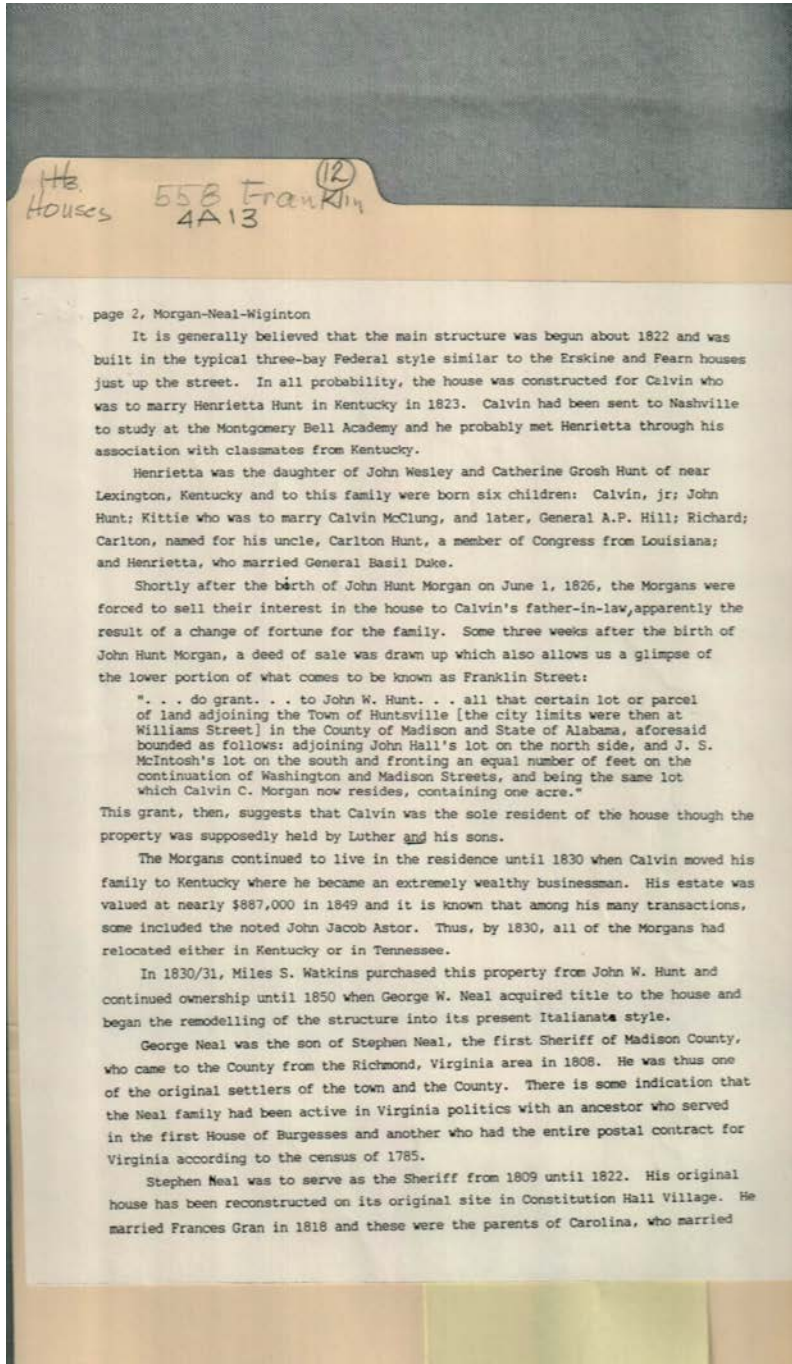 Hs.
Houses
558 Franklin
12
4A13
page 2, Morgan-Neal-Wiginton
It is generally believed that the main structure was begun about 1822 and was
built in the typical three-bay Federal style similar to the Erskine and Fearn houses
just up the street. In all probability, the house was constructed for Calvin who
was to marry Henrietta Hunt in Kentucky in 1823. Calvin had been sent to Nashville
to study at the Montgomery Bell Academy and he probably met Henrietta through his
association with classmates from Kentucky.
Henrietta was the daughter of John Wesley and Catherine Grosh Hunt of near
Lexington, Kentucky and to this family were born six children: Calvin, jr; John
Hunt; Kittie who was to marry Calvin McClung, and later, General A.P. Hill; Richard;
Carlton, named for his uncle, Carlton Hunt, a member of Congress from Louisiana;
and Henrietta, who married General Basil Duke.
Shortly after the birth of John Hunt Morgan on June 1, 1826, the Morgans were
forced to sell their interest in the house to Calvin's father-in-law, apparently the
result of a change of fortune for the family. Some three weeks after the birth of
John Hunt Morgan, a deed of sale was drawn up which also allows us a glimpse of
the lower portion of what comes to be known as Franklin Street:
". . . do grant. . . to John W. Hunt. . . all that certain lot or parcel
of land adjoining the Town of Huntsville [the city limits were then at
Williams Street] in the County of Madison and State of Alabama, aforesaid
bounded as follows: adjoining John Hall's lot on the north side, and J. S.
McIntosh's lot on the south and fronting an equal number of feet on the
continuation of Washington and Madison Streets, and being the same lot
which Calvin C. Morgan now resides, containing one acre."
This grant, then, suggests that Calvin was the sole resident of the house though the
property was supposedly held by Luther and his sons.
The Morgans continued to live in the residence until 1830 when Calvin moved his
family to Kentucky where he became an extremely wealthy businessman. His estate was
valued at nearly $887,000 in 1849 and it is known that among his many transactions,
some included the noted John Jacob Astor. Thus, by 1830, all of the Morgans had
relocated either in Kentucky or in Tennessee.
In 1830/31, Miles S. Watkins purchased this property from John W. Hunt and
continued ownership until 1850 when George W. Neal acquired title to the house and
began the remodelling of the structure into its present Italianate style.
George Neal was the son of Stephen Neal, the first Sheriff of Madison County,
who came to the County from the Richmond, Virginia area in 1808. He was thus one
of the original settlers of the town and the County. There is some indication that
the Neal family had been active in Virginia politics with an ancestor who served
in the first House of Burgesses and another who had the entire postal contract for
Virginia according to the census of 1785.
Stephen Neal was to serve as the Sheriff from 1809 until 1822. His original
house has been reconstructed on its original site in Constitution Hall Village. He
married Frances Gran in 1818 and these were the parents of Carolina, who married